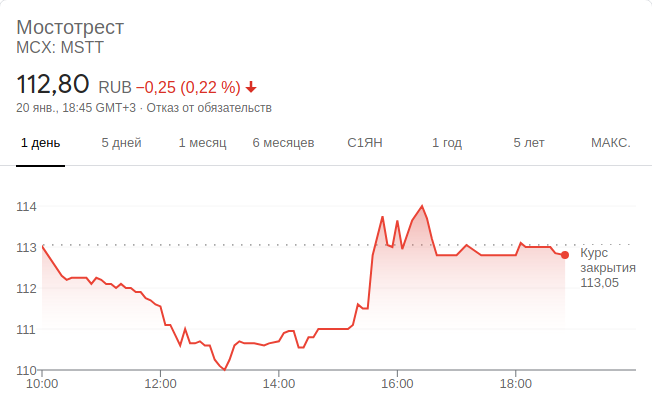 Мостотрест
MCX: MSTT
112,80 RUB −0,25 (0,22 %)
20 янв., 18:45 GMT+3 · Отказ от обязательств
1 день 5 дней 1 месяц 6 месяцев С1ЯН 1 год 5 лет МАКС.
114
113
112
111
110
Курс
закрытия
113,05
10:00 12:00 14:00 16:00 18:00